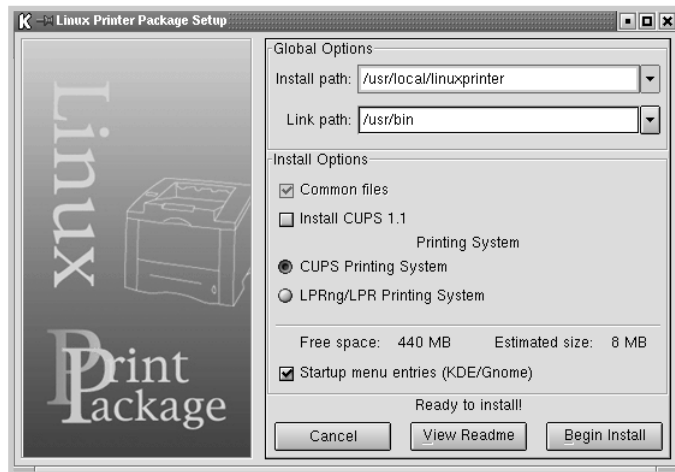 Linux Printer Package Setup
Linux
Print
Package
Global Options
Install path: /usr/local/linuxprinter
Link path: /usr/bin
Install Options
Common files
Install CUPS 1.1
Printing System
CUPS Printing System
LPRng/LPR Printing System
Free space: 440 MB Estimated size: 8 MB
Startup menu entries (KDE/Gnome)
Ready to install!
Cancel View Readme Begin Install